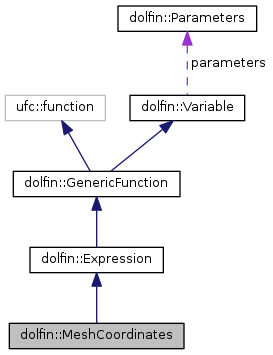 dolfin::Parameters
parameters
ufc::function
dolfin::Variable
dolfin::GenericFunction
dolfin::Expression
dolfin::MeshCoordinates